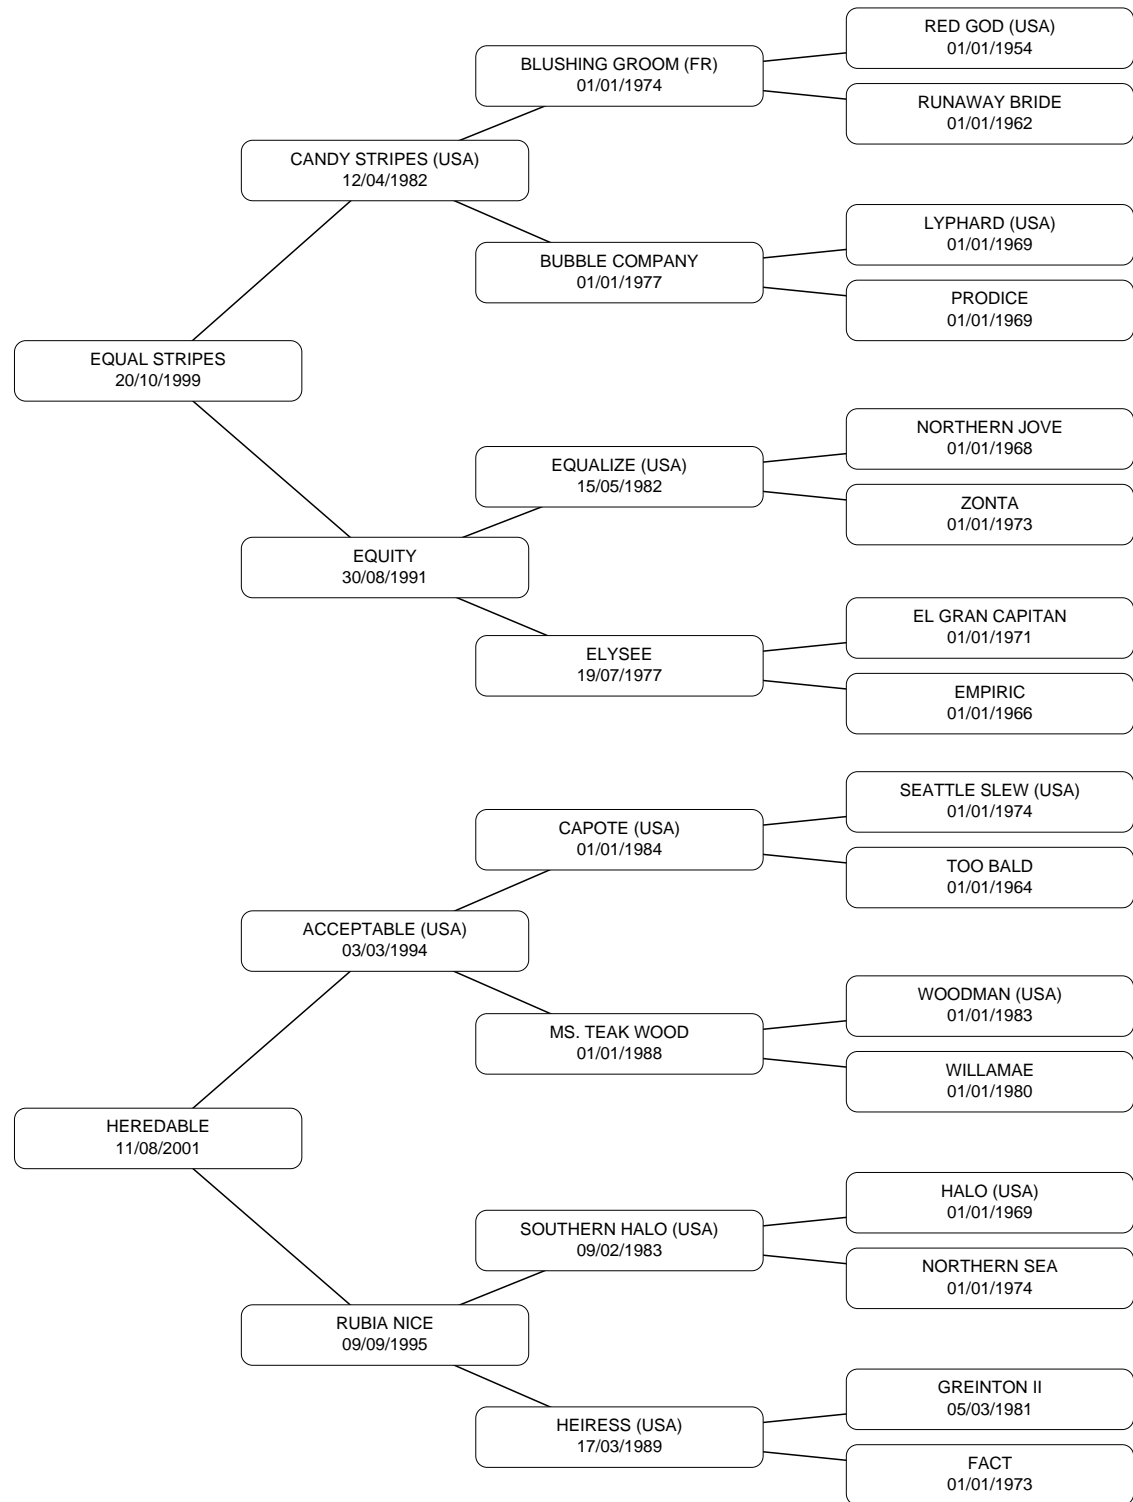 RED GOD (USA)
01/01/1954
BLUSHING GROOM (FR)
01/01/1974
RUNAWAY BRIDE
01/01/1962
CANDY STRIPES (USA)
12/04/1982
LYPHARD (USA)
01/01/1969
BUBBLE COMPANY
01/01/1977
PRODICE
01/01/1969
EQUAL STRIPES
20/10/1999
NORTHERN JOVE
01/01/1968
EQUALIZE (USA)
15/05/1982
ZONTA
01/01/1973
EQUITY
30/08/1991
EL GRAN CAPITAN
01/01/1971
ELYSEE
19/07/1977
EMPIRIC
01/01/1966
SEATTLE SLEW (USA)
01/01/1974
CAPOTE (USA)
01/01/1984
TOO BALD
01/01/1964
ACCEPTABLE (USA)
03/03/1994
WOODMAN (USA)
01/01/1983
MS. TEAK WOOD
01/01/1988
WILLAMAE
01/01/1980
HEREDABLE
11/08/2001
HALO (USA)
01/01/1969
SOUTHERN HALO (USA)
09/02/1983
NORTHERN SEA
01/01/1974
RUBIA NICE
09/09/1995
GREINTON II
05/03/1981
HEIRESS (USA)
17/03/1989
FACT
01/01/1973